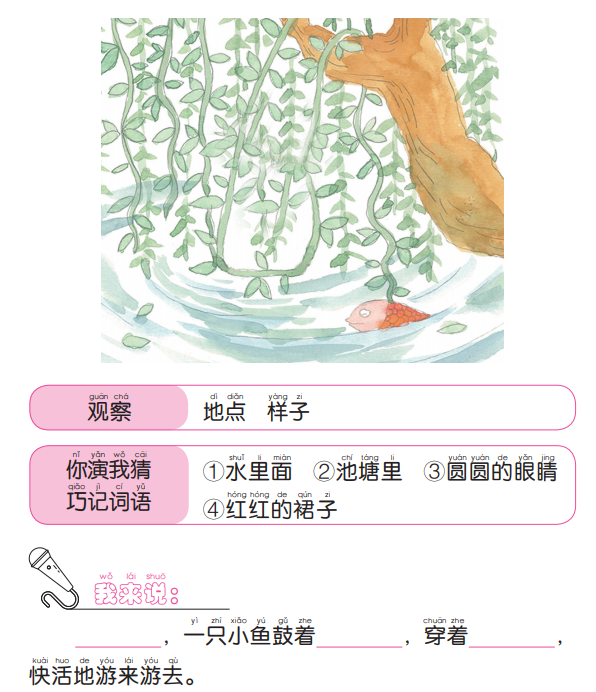 guān chá
观察
dì diǎn yàng zi
地点 样子
nǐ yǎn wǒ cāi
你演我猜
qiǎo jì cí yǔ
巧记词语
shuǐ li miàn chí táng li yuán yuán de yǎn jing
①水里面 ②池塘里 ③圆圆的眼睛
hóng hóng de qún zi
④红红的裙子
wǒ lái shuō
我来说：
yì zhī xiǎo yú gǔ zhe chuān zhe
，一只小鱼鼓着，穿着，
kuài huo de yóu lái yóu qù
快活地游来游去。